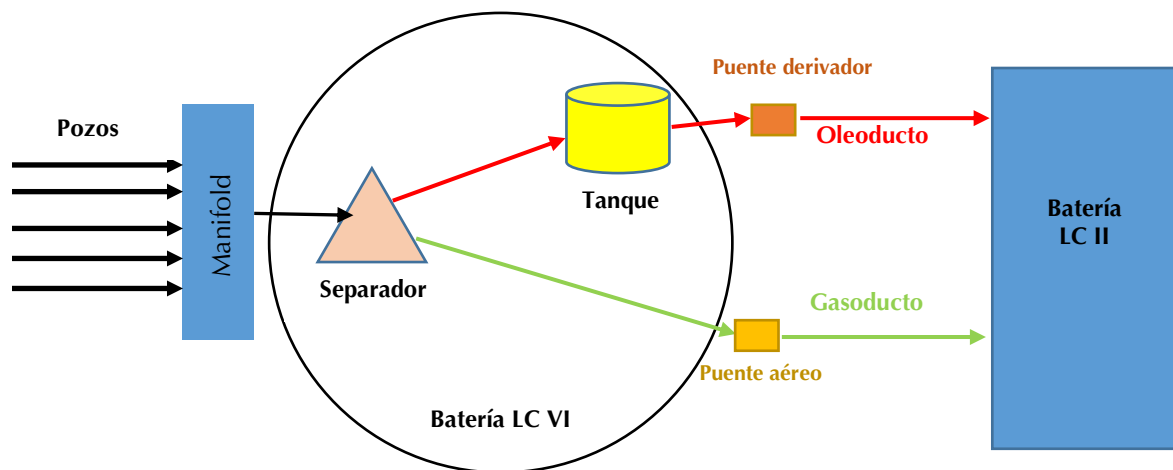 Pozos
Manifold
Separador
Tanque
Batería LC VI
Puente derivador
Oleoducto
Gasoducto
Puente aéreo
Batería
LC II